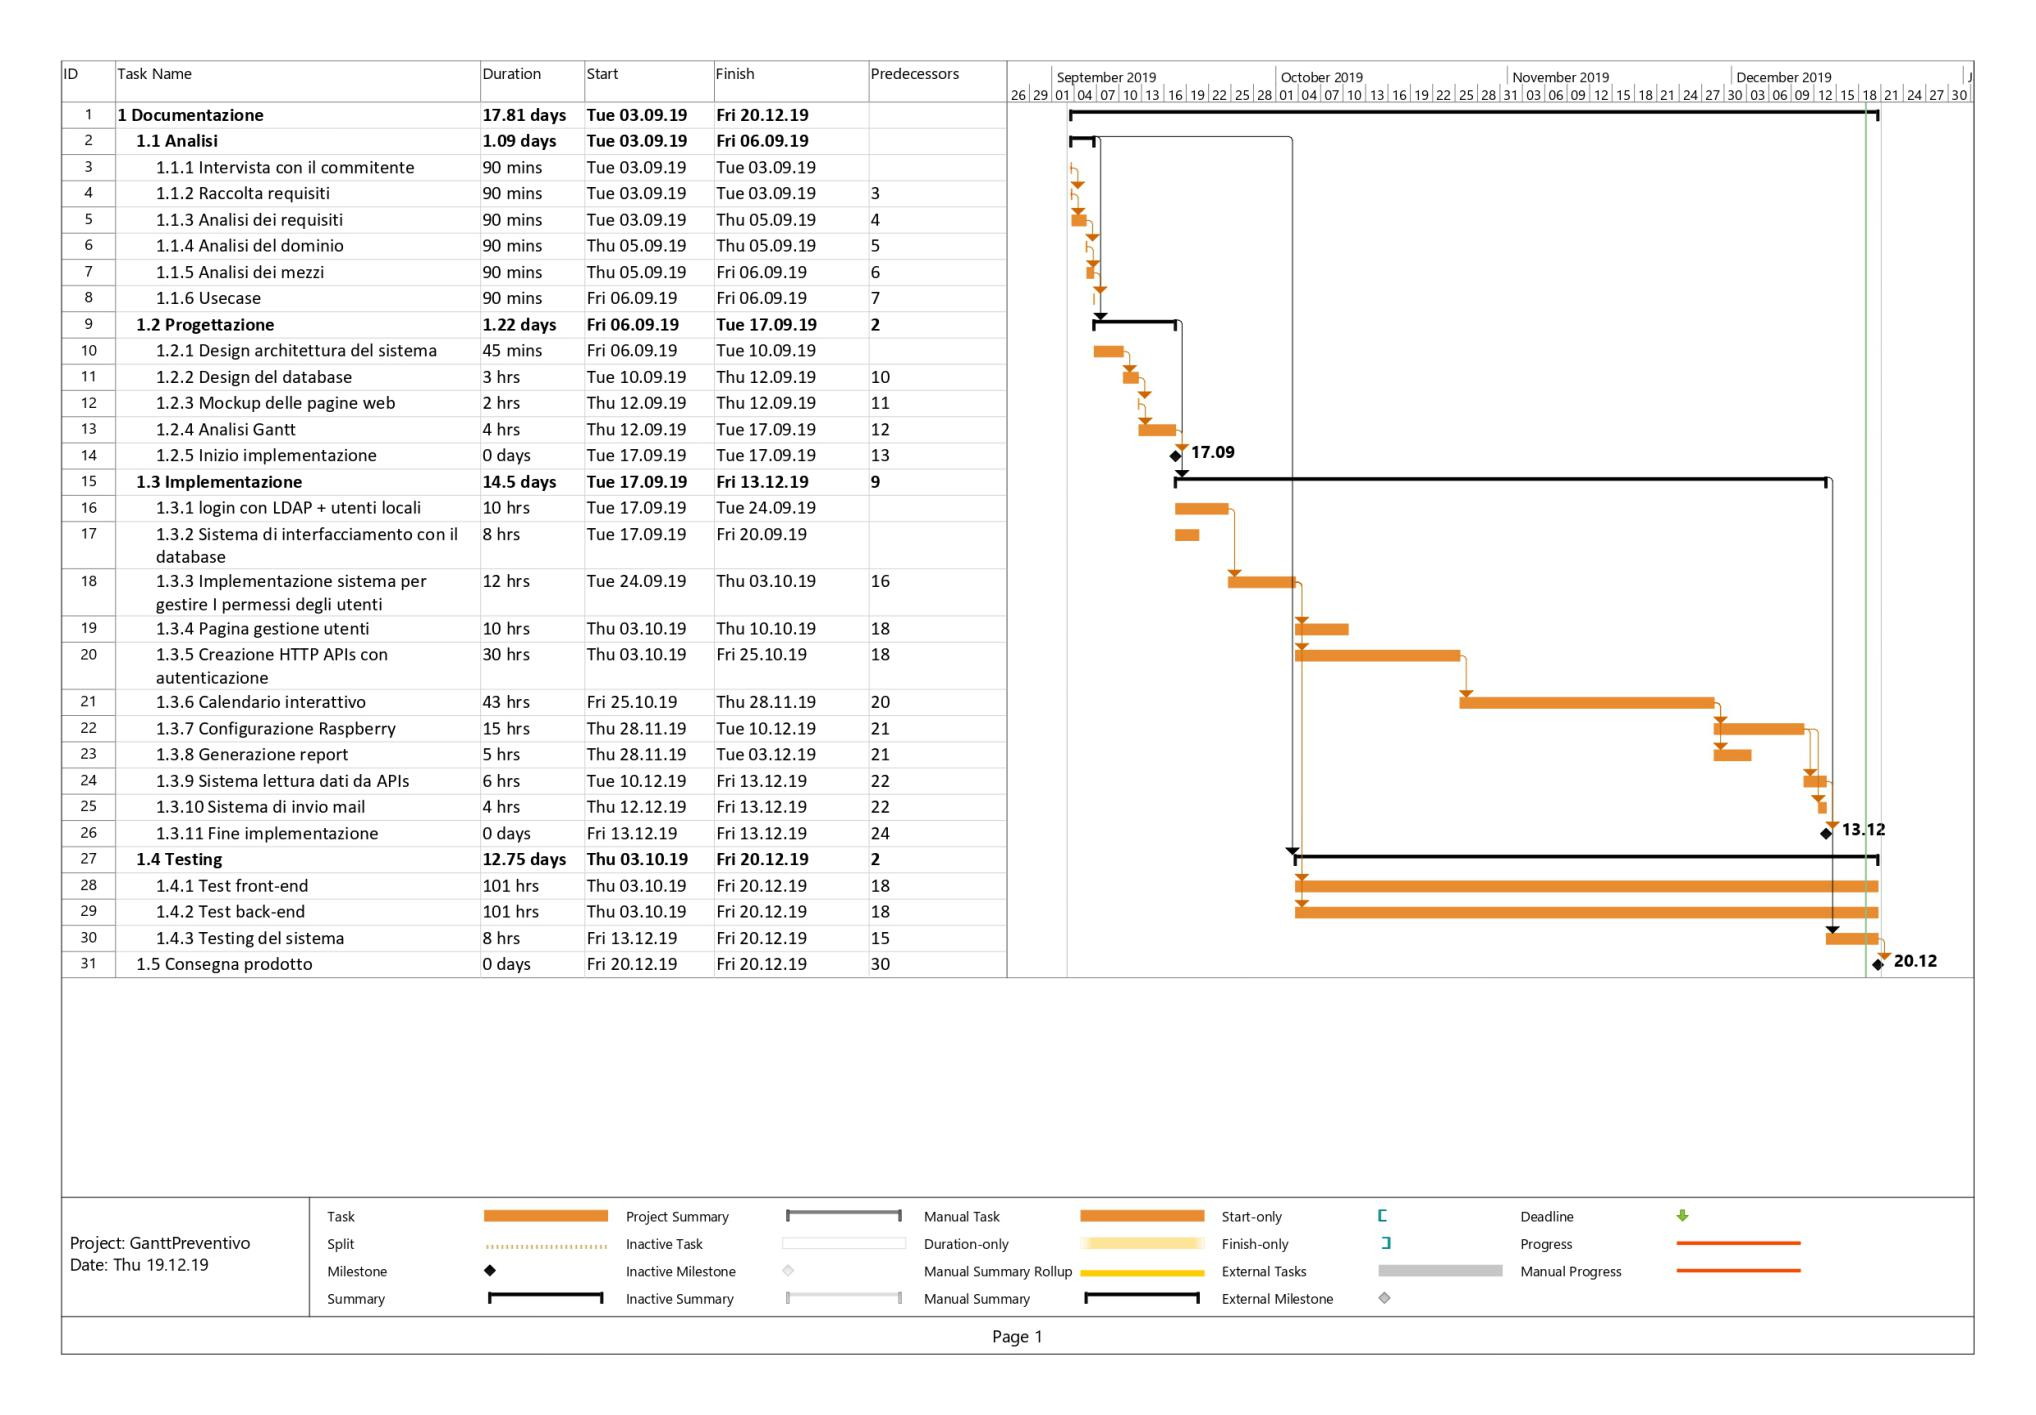 ID Task Name Duration Start Finish Predecessors
September 2019 October 2019 November 2019 December 2019 J
26 29 01 04 07 10 13 16 19 22 25 28 01 04 07 10 13 16 19 22 25 28 31 03 06 09 12 15 18 21 24 27 30 03 06 09 12 15 18 21 24 27 30
1 1 Documentazione 17.81 days Tue 03.09.19 Fri 20.12.19
2 1.1 Analisi 1.09 days Tue 03.09.19 Fri 06.09.19
3 1.1.1 Intervista con il commitente 90 mins Tue 03.09.19 Tue 03.09.19
4 1.1.2 Raccolta requisiti 90 mins Tue 03.09.19 Tue 03.09.19 3
5 1.1.3 Analisi dei requisiti 90 mins Tue 03.09.19 Thu 05.09.19 4
6 1.1.4 Analisi del dominio 90 mins Thu 05.09.19 Thu 05.09.19 5
7 1.1.5 Analisi dei mezzi 90 mins Thu 05.09.19 Fri 06.09.19 6
8 1.1.6 Usecase 90 mins Fri 06.09.19 Fri 06.09.19 7
9 1.2 Progettazione 1.22 days Fri 06.09.19 Tue 17.09.19 2
10 1.2.1 Design architettura del sistema 45 mins Fri 06.09.19 Tue 10.09.19
11 1.2.2 Design del database 3 hrs Tue 10.09.19 Thu 12.09.19 10
12 1.2.3 Mockup delle pagine web 2 hrs Thu 12.09.19 Thu 12.09.19 11
13 1.2.4 Analisi Gantt 4 hrs Thu 12.09.19 Tue 17.09.19 12
14 1.2.5 Inizio implementazione 0 days Tue 17.09.19 Tue 17.09.19 13 17.09
15 1.3 Implementazione 14.5 days Tue 17.09.19 Fri 13.12.19 9
16 1.3.1 login con LDAP + utenti locali 10 hrs Tue 17.09.19 Tue 24.09.19
17 1.3.2 Sistema di interfacciamento con il 8 hrs Tue 17.09.19 Fri 20.09.19
database
18 1.3.3 Implementazione sistema per 12 hrs Tue 24.09.19 Thu 03.10.19 16
gestire I permessi degli utenti
19 1.3.4 Pagina gestione utenti 10 hrs Thu 03.10.19 Thu 10.10.19 18
20 1.3.5 Creazione HTTP APIs con 30 hrs Thu 03.10.19 Fri 25.10.19 18
autenticazione
21 1.3.6 Calendario interattivo 43 hrs Fri 25.10.19 Thu 28.11.19 20
22 1.3.7 Configurazione Raspberry 15 hrs Thu 28.11.19 Tue 10.12.19 21
23 1.3.8 Generazione report 5 hrs Thu 28.11.19 Tue 03.12.19 21
24 1.3.9 Sistema lettura dati da APIs 6 hrs Tue 10.12.19 Fri 13.12.19 22
25 1.3.10 Sistema di invio mail 4 hrs Thu 12.12.19 Fri 13.12.19 22
26 1.3.11 Fine implementazione 0 days Fri 13.12.19 Fri 13.12.19 24 13.12
27 1.4 Testing 12.75 days Thu 03.10.19 Fri 20.12.19 2
28 1.4.1 Test front-end 101 hrs Thu 03.10.19 Fri 20.12.19 18
29 1.4.2 Test back-end 101 hrs Thu 03.10.19 Fri 20.12.19 18
30 1.4.3 Testing del sistema 8 hrs Fri 13.12.19 Fri 20.12.19 15
31 1.5 Consegna prodotto 0 days Fri 20.12.19 Fri 20.12.19 30 20.12
Project: GanttPreventivo
Date: Thu 19.12.19
Task Project Summary Manual Task Start-only Deadline
Split Inactive Task Duration-only Finish-only Progress
Milestone Inactive Milestone Manual Summary Rollup External Tasks Manual Progress
Summary Inactive Summary Manual Summary External Milestone
Page 1